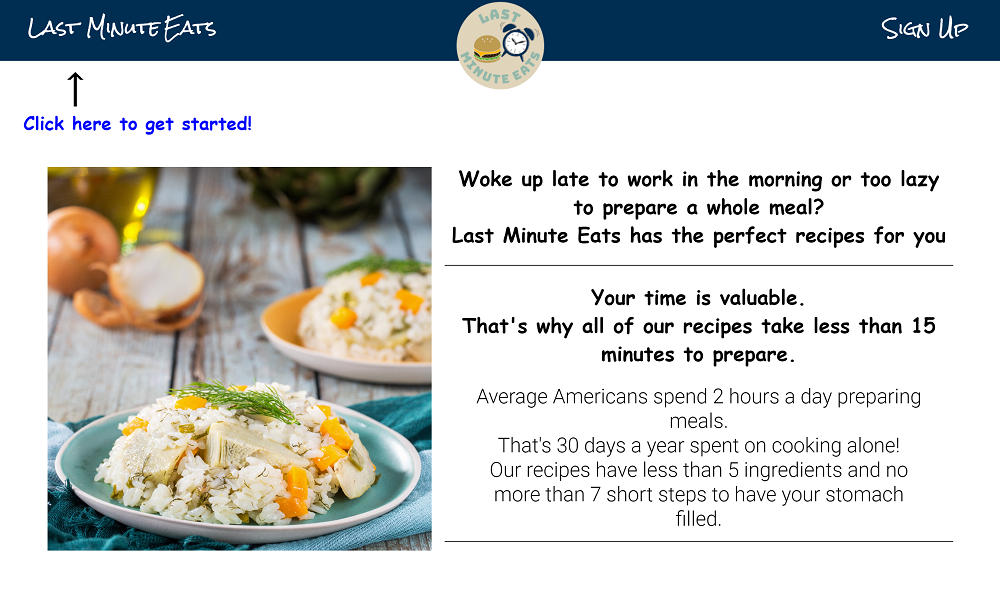 Last Minute Eats
LAST
MINUTE EATS
Sign Up
Click here to get started!
Woke up late to work in the morning or too lazy
to prepare a whole meal?
Last Minute Eats has the perfect recipes for you
Your time is valuable.
That's why all of our recipes take less than 15
minutes to prepare.
Average Americans spend 2 hours a day preparing
meals.
That's 30 days a year spent on cooking alone!
Our recipes have less than 5 ingredients and no
more than 7 short steps to have your stomach
filled.